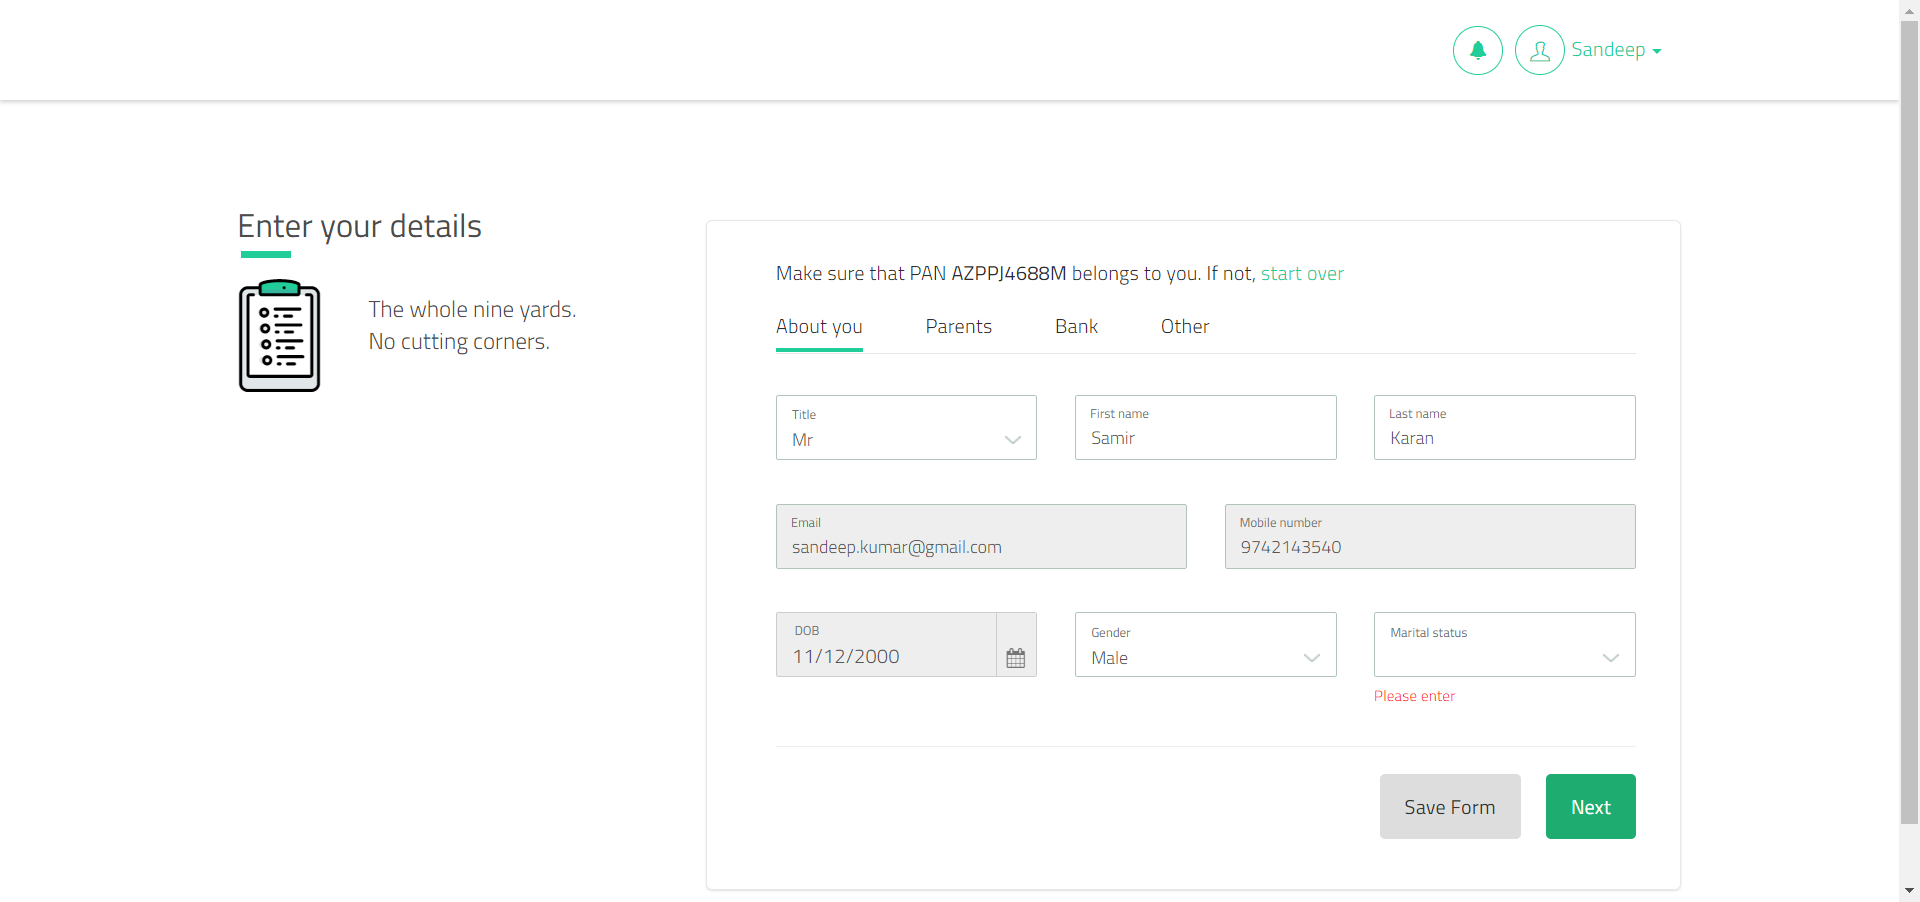 Sandeep
Enter your details
The whole nine yards.
No cutting corners.
Make sure that PAN AZPPJ4688M belongs to you. If not, start over
About you Parents Bank Other
Title
Mr
First name
Samir
Last name
Karan
Email
sandeep.kumar@gmail.com
Mobile number
9742143540
DOB
11/12/2000
Gender
Male
Marital status
Please enter
Save Form
Next